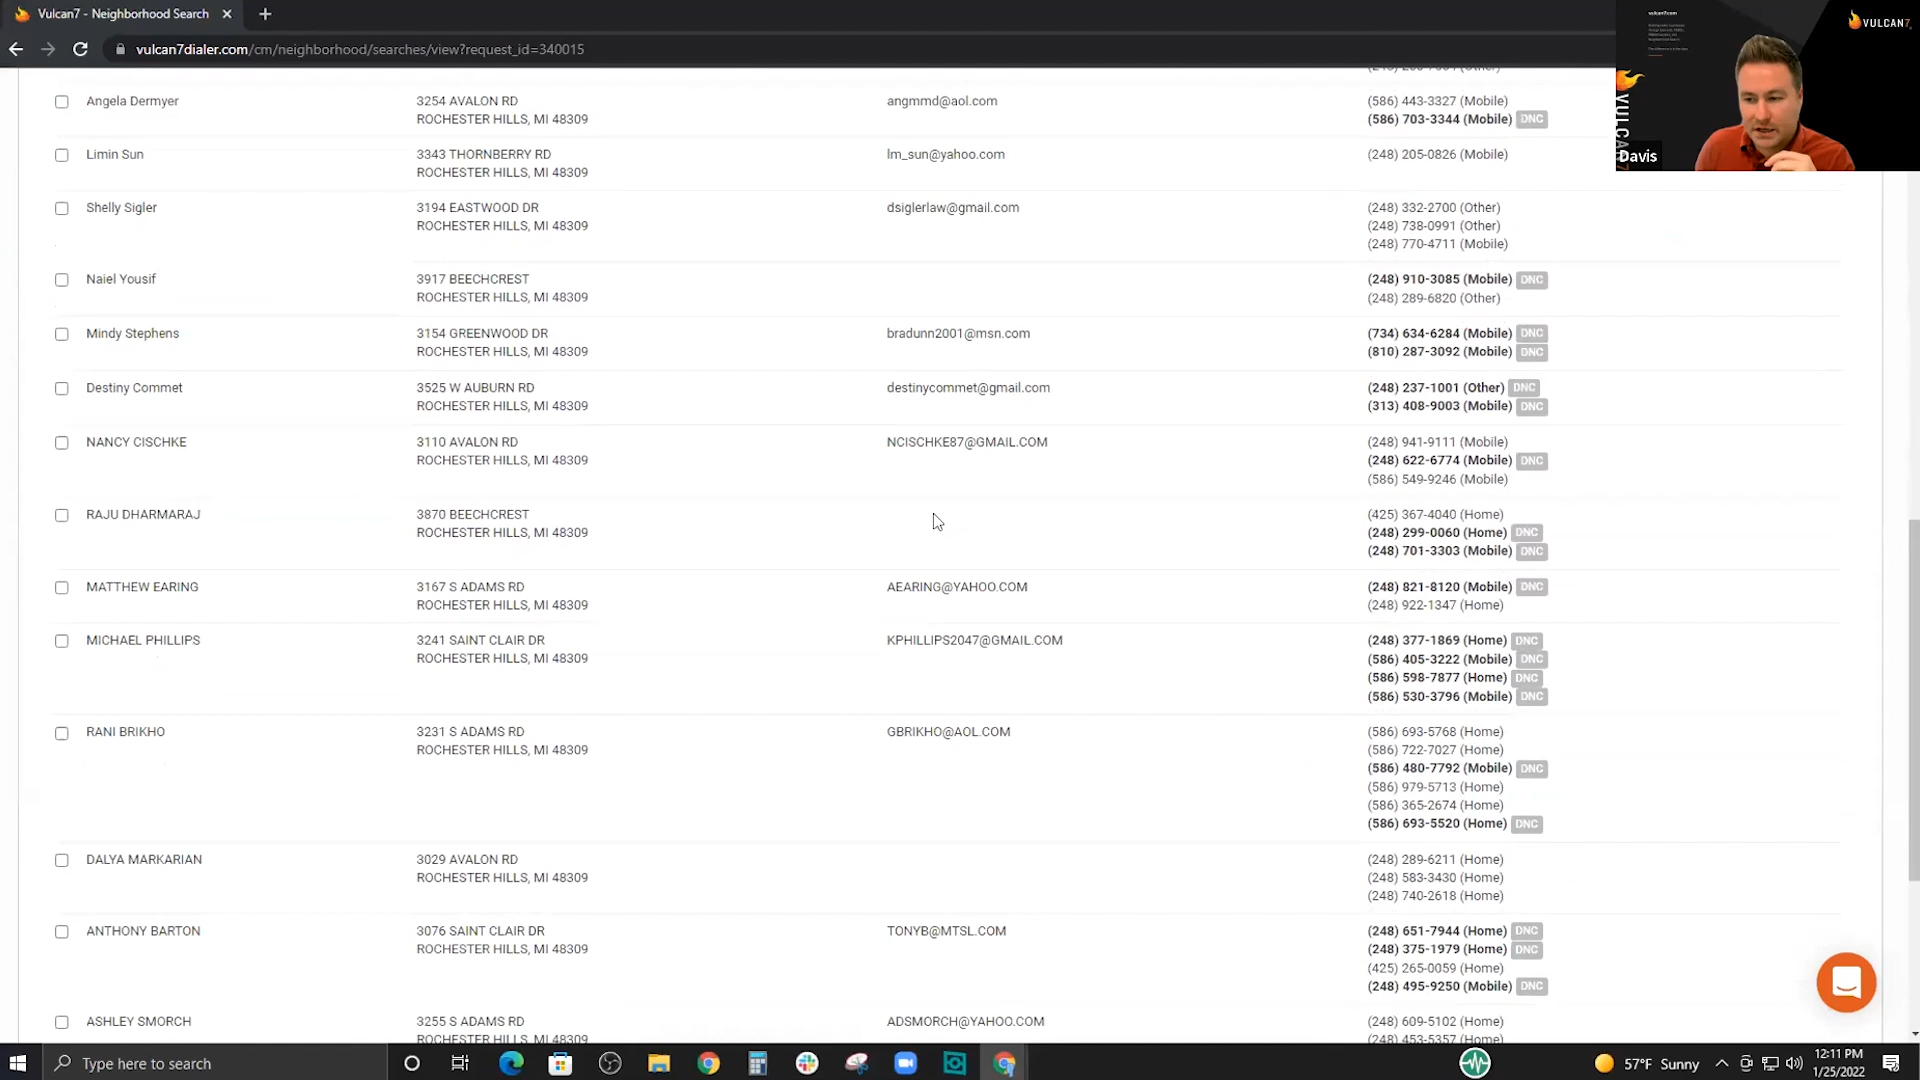 Vulcan7 - Neighborhood Search
vulcan7dialer.com/cm/neighborhood/searches/view?request_id=340015
vulcan7.com
VULCAN7
VULCAN7
Davis
Angela Dermyer 3254 AVALON RD angmmd@aol.com (586) 443-3327 (Mobile)
ROCHESTER HILLS, MI 48309 (586) 703-3344 (Mobile) DNC
Limin Sun 3343 THORNBERRY RD lm_sun@yahoo.com (248) 205-0826 (Mobile)
ROCHESTER HILLS, MI 48309
Shelly Sigler 3194 EASTWOOD DR dsiglerlaw@gmail.com (248) 332-2700 (Other)
ROCHESTER HILLS, MI 48309 (248) 738-0991 (Other)
(248) 770-4711 (Mobile)
Naiel Yousif 3917 BEECHCREST (248) 910-3085 (Mobile) DNC
ROCHESTER HILLS, MI 48309 (248) 289-6820 (Other)
Mindy Stephens 3154 GREENWOOD DR bradunn2001@msn.com (734) 634-6284 (Mobile) DNC
ROCHESTER HILLS, MI 48309 (810) 287-3092 (Mobile) DNC
Destiny Commet 3525 W AUBURN RD destinycommet@gmail.com (248) 237-1001 (Other) DNC
ROCHESTER HILLS, MI 48309 (313) 408-9003 (Mobile) DNC
NANCY CISCHKE 3110 AVALON RD NCISCHKE87@GMAIL.COM (248) 941-9111 (Mobile)
ROCHESTER HILLS, MI 48309 (248) 622-6774 (Mobile) DNC
(586) 549-9246 (Mobile)
RAJU DHARMARAJ 3870 BEECHCREST (425) 367-4040 (Home)
ROCHESTER HILLS, MI 48309 (248) 299-0060 (Home) DNC
(248) 701-3303 (Mobile) DNC
MATTHEW EARING 3167 S ADAMS RD AEARING@YAHOO.COM (248) 821-8120 (Mobile) DNC
ROCHESTER HILLS, MI 48309 (248) 922-1347 (Home)
MICHAEL PHILLIPS 3241 SAINT CLAIR DR KPHILLIPS2047@GMAIL.COM (248) 377-1869 (Home) DNC
ROCHESTER HILLS, MI 48309 (586) 405-3222 (Mobile) DNC
(586) 598-7877 (Home) DNC
(586) 530-3796 (Mobile) DNC
RANI BRIKHO 3231 S ADAMS RD GBRIKHO@AOL.COM (586) 693-5768 (Home)
ROCHESTER HILLS, MI 48309 (586) 722-7027 (Home)
(586) 480-7792 (Mobile) DNC
(586) 979-5713 (Home)
(586) 365-2674 (Home)
(586) 693-5520 (Home) DNC
DALYA MARKARIAN 3029 AVALON RD (248) 289-6211 (Home)
ROCHESTER HILLS, MI 48309 (248) 583-3430 (Home)
(248) 740-2618 (Home)
ANTHONY BARTON 3076 SAINT CLAIR DR TONYB@MTSL.COM (248) 651-7944 (Home) DNC
ROCHESTER HILLS, MI 48309 (248) 375-1979 (Home) DNC
(425) 265-0059 (Home)
(248) 495-9250 (Mobile) DNC
ASHLEY SMORCH 3255 S ADAMS RD ADSMORCH@YAHOO.COM (248) 609-5102 (Home)
ROCHESTER HILLS, MI 48309 (248) 453-5357 (Home)
Type here to search
57°F Sunny
12:11 PM
1/25/2022